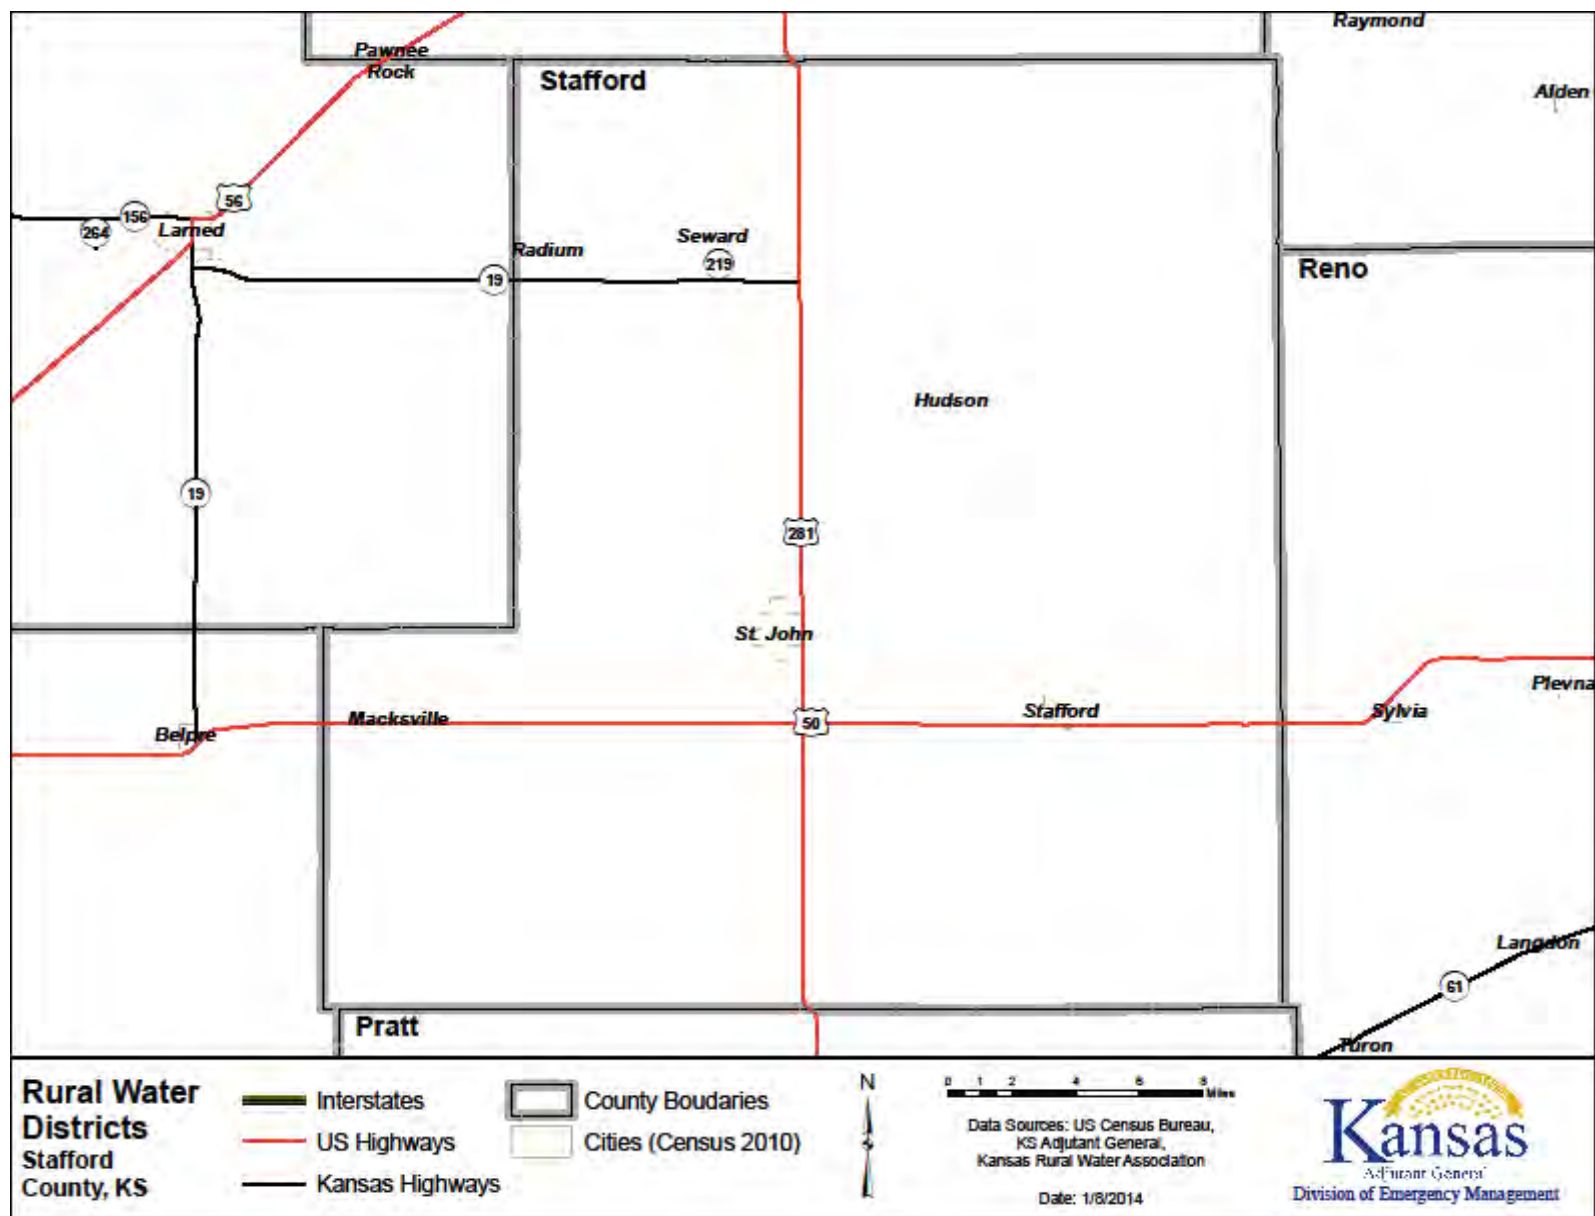 Raymond
Pawnee
Rock
Stafford
Alden
56
156
264
Larned
Radium
Seward
219
19
Reno
Hudson
19
281
St. John
Macksville
50
Stafford
Sylvia
Plevna
Belpre
Langdon
61
Pratt
Turon
Rural Water
Districts
Stafford
County, KS
Interstates
US Highways
Kansas Highways
County Boudaries
Cities (Census 2010)
N
0 1 2 4 6 8
Miles
Data Sources: US Census Bureau,
KS Adjutant General,
Kansas Rural Water Association
Date: 1/8/2014
Kansas
Adjutant General
Division of Emergency Management